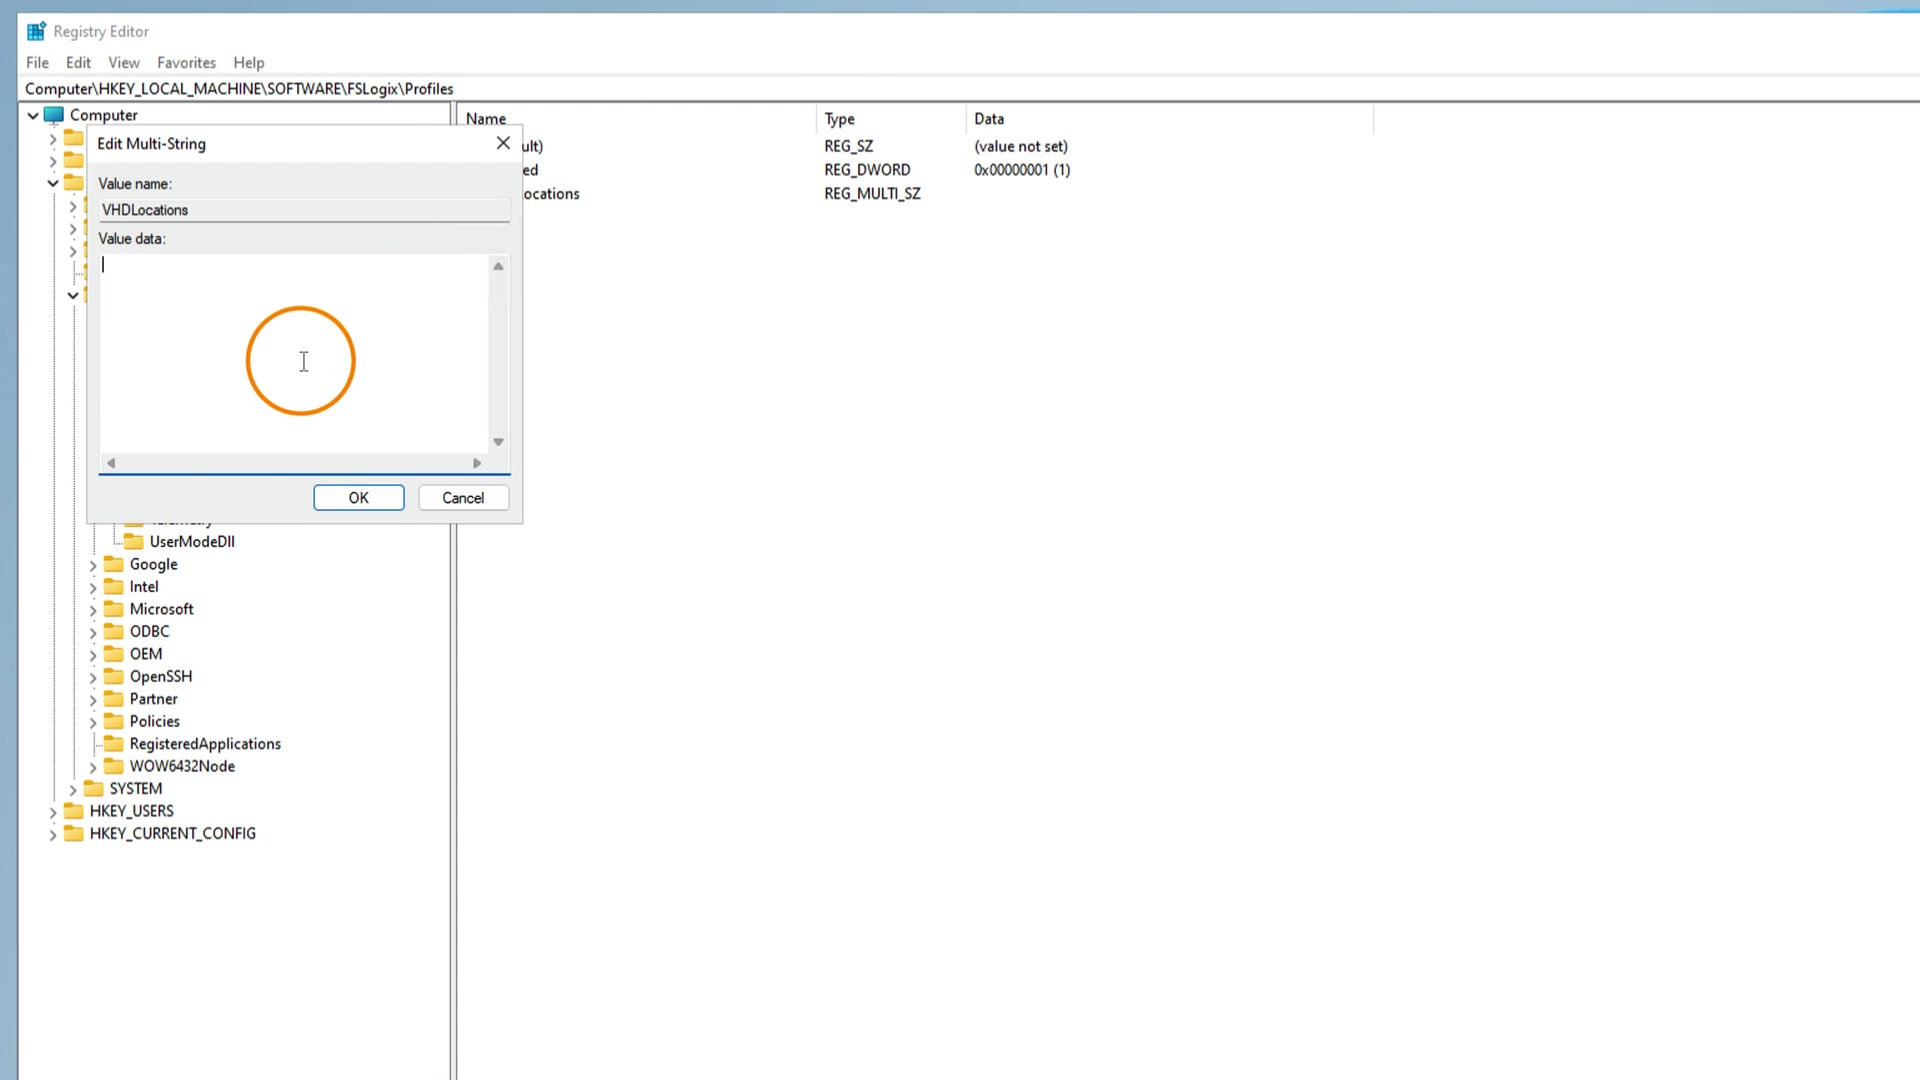 Registry Editor
File Edit View Favorites Help
Computer\HKEY_LOCAL_MACHINE\SOFTWARE\FSLogix\Profiles
Computer
Name Type Data
ult) REG_SZ (value not set)
ed REG_DWORD 0x00000001 (1)
ocations REG_MULTI_SZ
Edit Multi-String
Value name:
VHDLocations
Value data:
OK Cancel
UserModeDll
Google
Intel
Microsoft
ODBC
OEM
OpenSSH
Partner
Policies
RegisteredApplications
WOW6432Node
SYSTEM
HKEY_USERS
HKEY_CURRENT_CONFIG